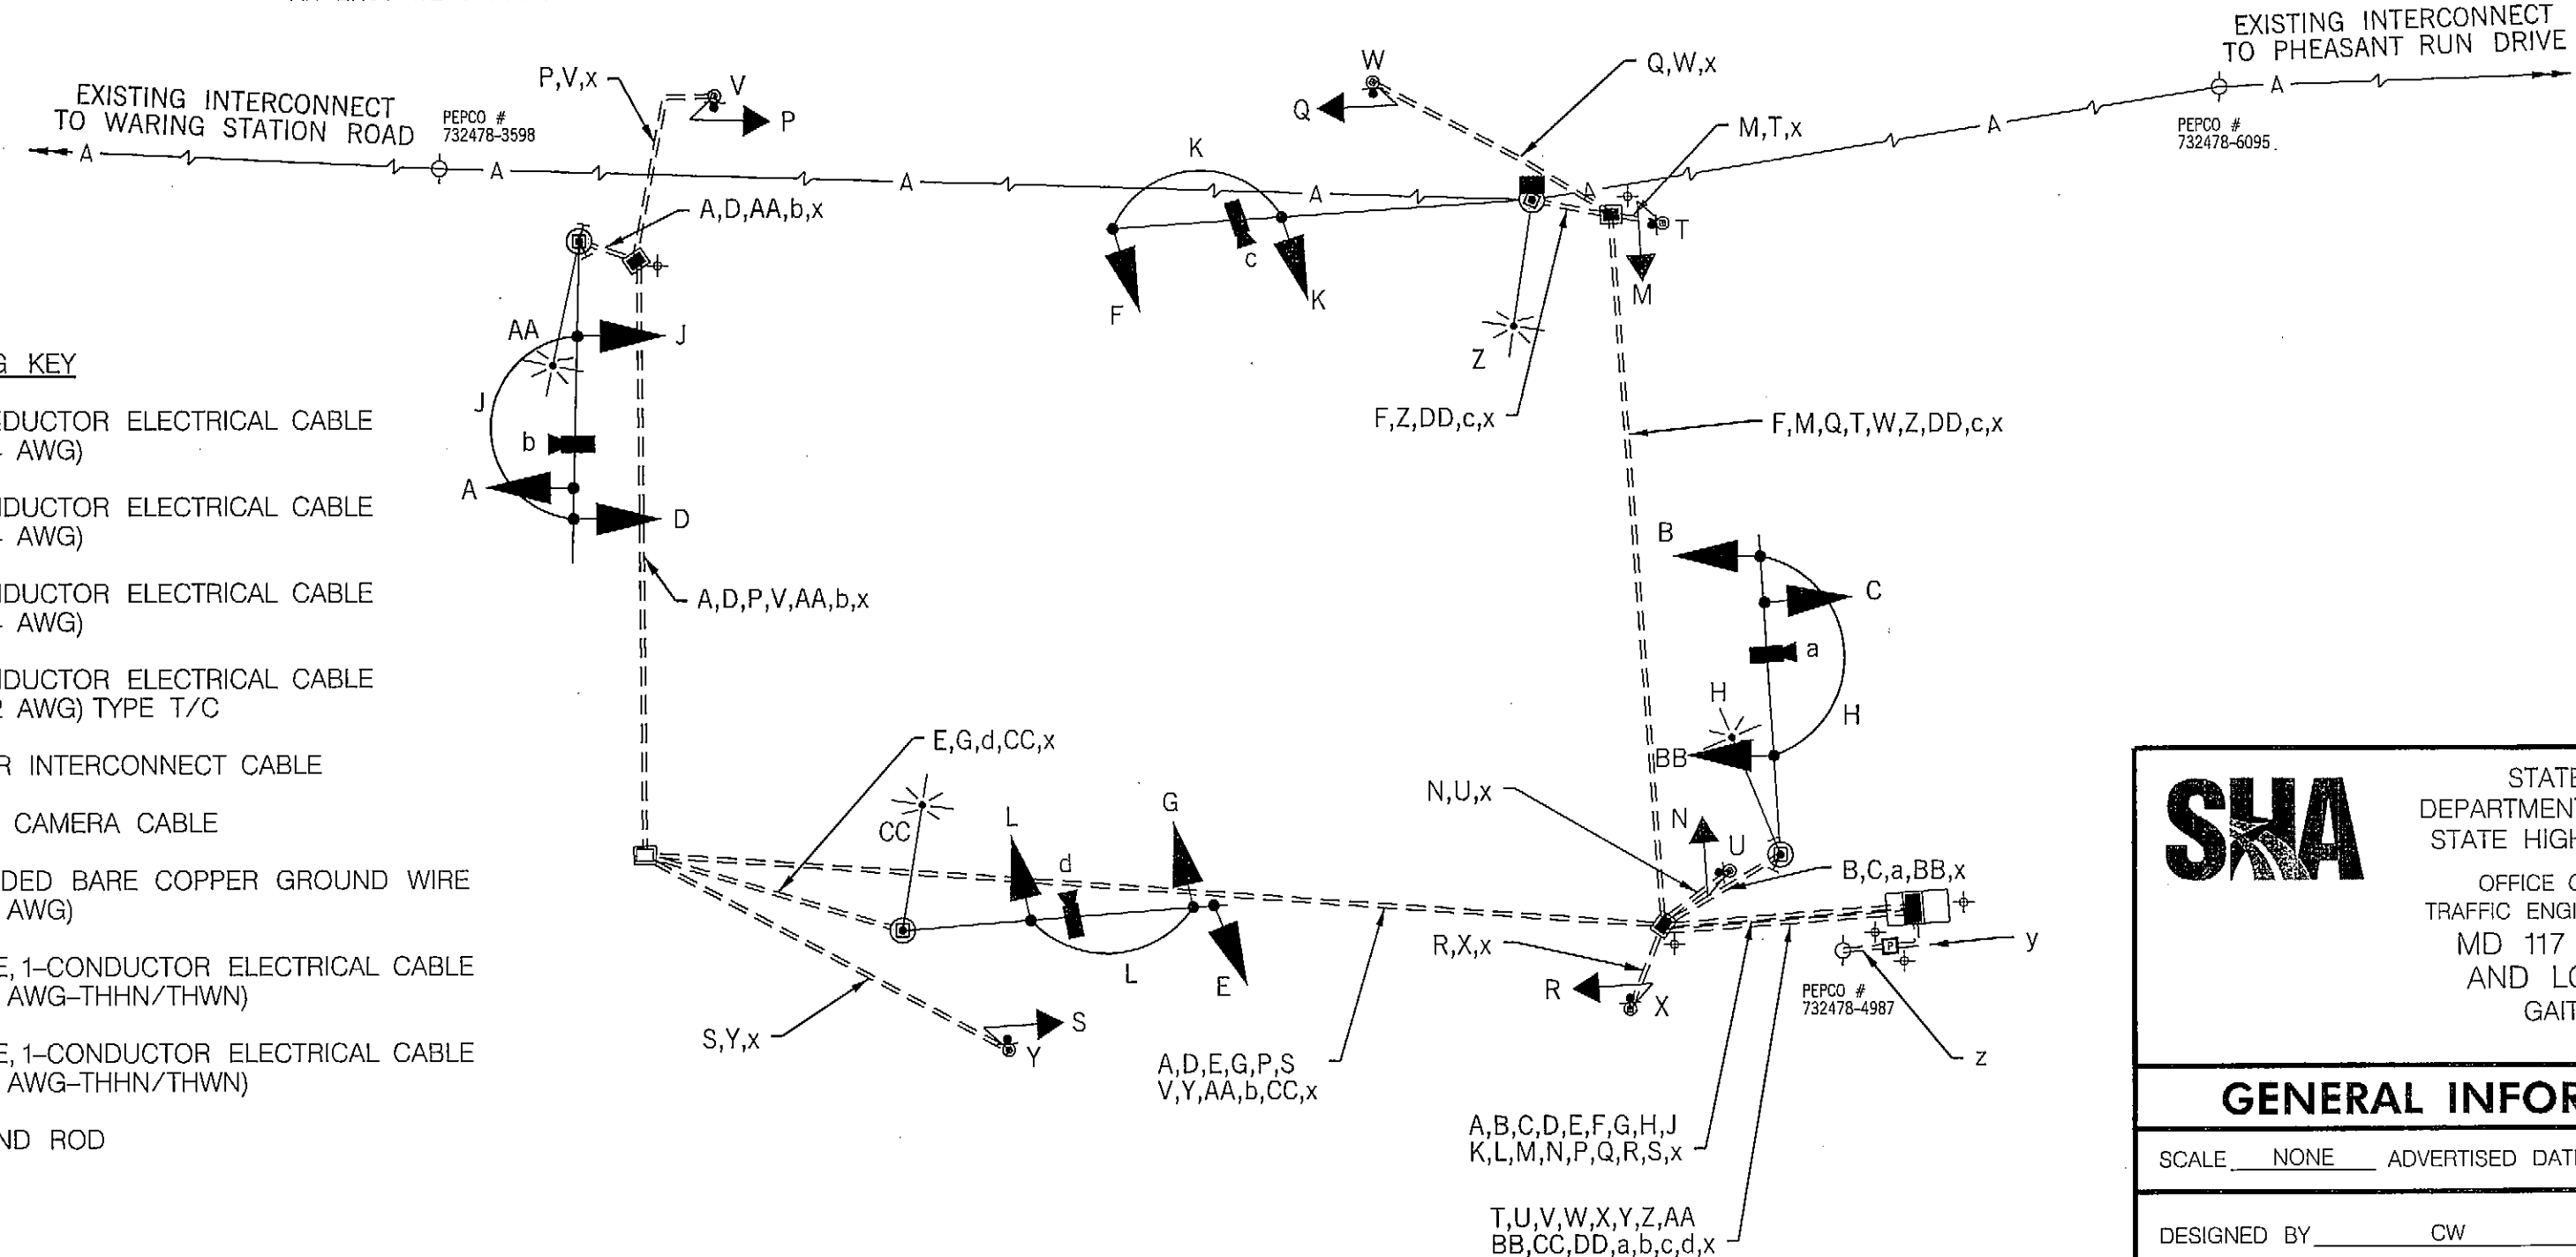 EXISTING INTERCONNECT
TO PHEASANT RUN DRIVE
EXISTING INTERCONNECT
TO WARING STATION ROAD
PEPCO #
732478-3598
PEPCO #
732478-6095
A
A
A
A
A
A
A
P,V,x
V
P
W
Q
Q,W,x
M,T,x
T
M
K
F
c
K
Z
A,D,AA,b,x
AA
J
J
b
A
D
F,Z,DD,c,x
F,M,Q,T,W,Z,DD,c,x
A,D,P,V,AA,b,x
B
C
a
H
H
BB
KEY
CONDUCTOR ELECTRICAL CABLE
AWG)
CONDUCTOR ELECTRICAL CABLE
AWG)
CONDUCTOR ELECTRICAL CABLE
AWG)
CONDUCTOR ELECTRICAL CABLE
AWG) TYPE T/C
INTERCONNECT CABLE
CAMERA CABLE
DED BARE COPPER GROUND WIRE
AWG)
E, 1-CONDUCTOR ELECTRICAL CABLE
AWG-THHN/THWN)
E, 1-CONDUCTOR ELECTRICAL CABLE
AWG-THHN/THWN)
ND ROD
E,G,d,CC,x
CC
L
d
G
L
E
N,U,x
N
U
B,C,a,BB,x
R,X,x
R
X
S,Y,x
S
Y
y
z
PEPCO #
732478-4987
A,D,E,G,P,S
V,Y,AA,b,CC,x
A,B,C,D,E,F,G,H,J
K,L,M,N,P,Q,R,S,x
T,U,V,W,X,Y,Z,AA
BB,CC,DD,a,b,c,d,x
SHA
STATE
DEPARTMENT
STATE HIGH
OFFICE O
TRAFFIC ENGI
MD 117
AND LO
GAIT
GENERAL INFOR
SCALE NONE ADVERTISED DAT
DESIGNED BY CW